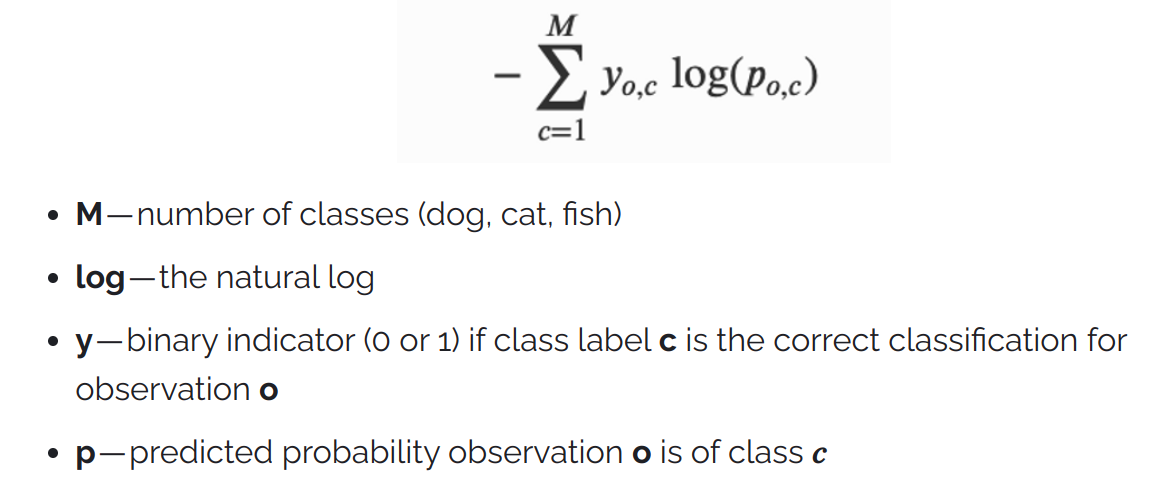 M
− ∑ y_{o,c} log(p_{o,c})
c=1
• M—number of classes (dog, cat, fish)
• log—the natural log
• y—binary indicator (0 or 1) if class label c is the correct classification for
observation o
• p—predicted probability observation o is of class c